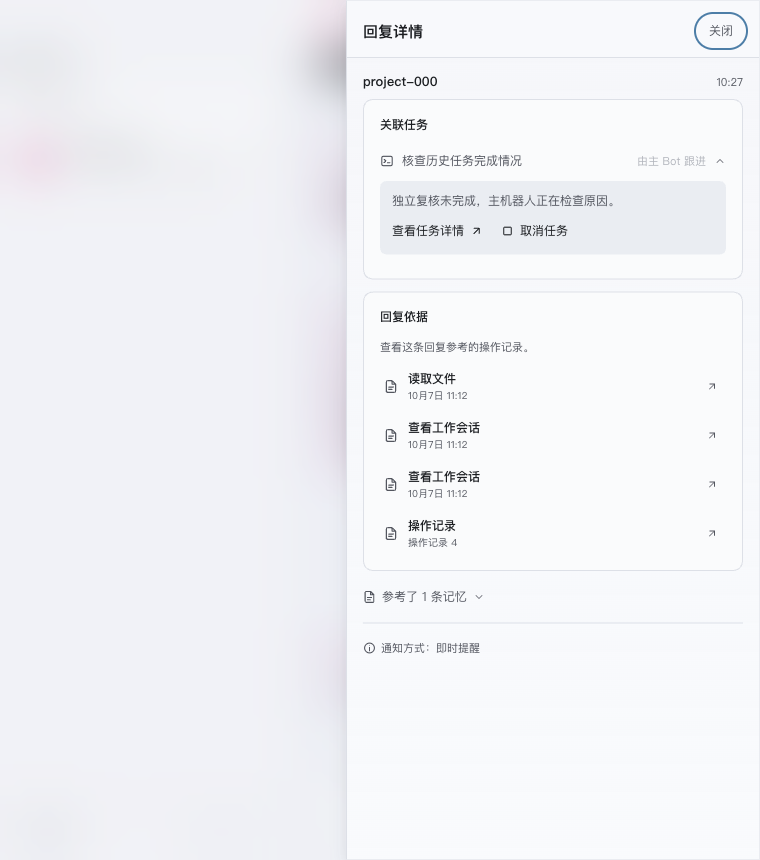 回复详情
关闭
project-000
10:27
关联任务
核查历史任务完成情况
由主 Bot 跟进
独立复核未完成，主机器人正在检查原因。
查看任务详情
取消任务
回复依据
查看这条回复参考的操作记录。
读取文件
10月7日 11:12
查看工作会话
10月7日 11:12
查看工作会话
10月7日 11:12
操作记录
操作记录 4
参考了 1 条记忆
通知方式：即时提醒